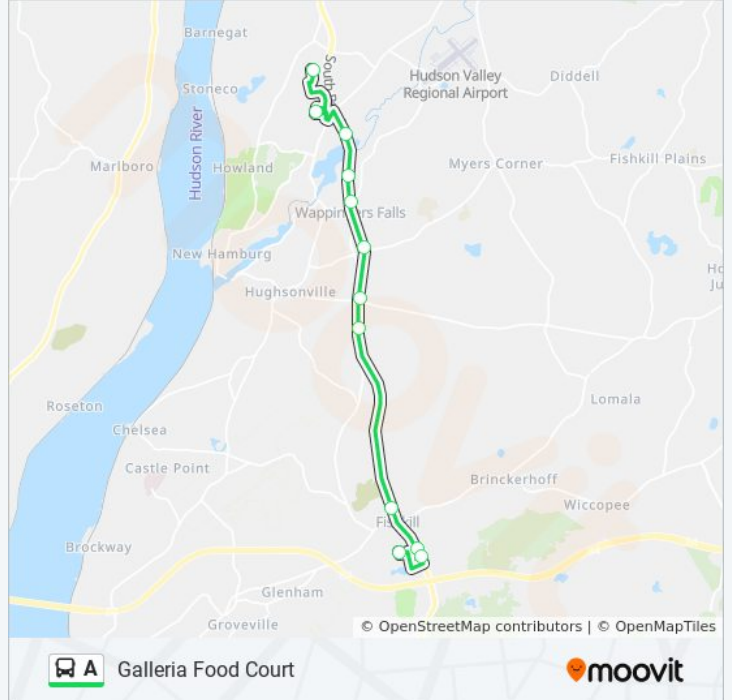 Barnegat
Stoneco
Hudson Valley
Regional Airport
Diddell
Hudson River
Marlboro
Howland
Myers Corner
Fishkill Plains
Wappingers Falls
New Hamburg
Hughsonville
Roseton
Chelsea
Lomala
Castle Point
Brinckerhoff
Wiccopee
Fishkill
Brockway
Glenham
Groveville
© OpenStreetMap contributors | © OpenMapTiles
A Galleria Food Court
moovit